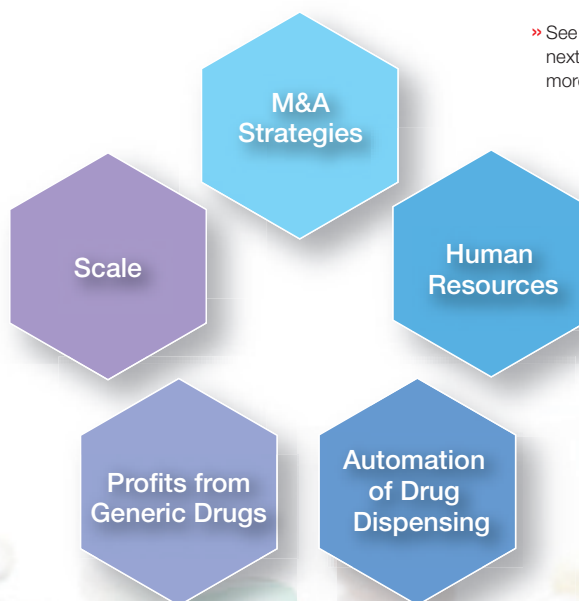 » See
next
more
M&A
Strategies
Scale
Human
Resources
Profits from
Generic Drugs
Automation
of Drug
Dispensing